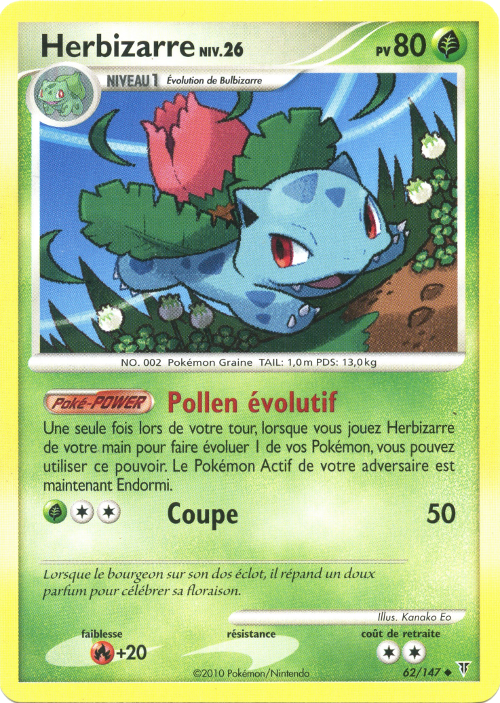 Herbizarre NIV.26 PV 80
NIVEAU 1 Évolution de Bulbizarre
NO. 002 Pokémon Graine TAIL: 1,0 m PDS: 13,0 kg
Poké-POWER Pollen évolutif
Une seule fois lors de votre tour, lorsque vous jouez Herbizarre
de votre main pour faire évoluer 1 de vos Pokémon, vous pouvez
utiliser ce pouvoir. Le Pokémon Actif de votre adversaire est
maintenant Endormi.
Coupe 50
Lorsque le bourgeon sur son dos éclot, il répand un doux
parfum pour célébrer sa floraison.
Illus. Kanako Eo
faiblesse résistance coût de retraite
+20
©2010 Pokémon/Nintendo 62/147